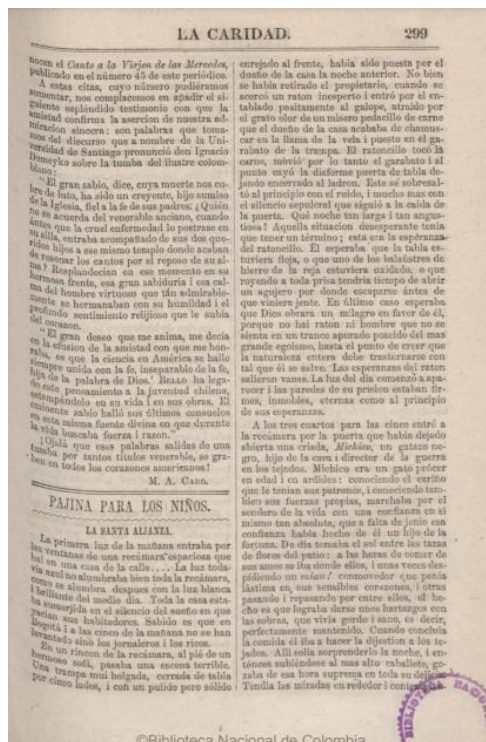 LA CARIDAD. 299
nocen el Canto a la Vírjen de las Mercedes,
publicado en el número 45 de este periódico.
A estas citas, cuyo número pudiéramos
aumentar, nos complacemos en añadir el si-
guiente espléndido testimonio con que la
amistad confirma la asercion de nuestra ad-
miracion sincera: son palabras que toma-
mos del discurso que a nombre de la Uni-
versidad de Santiago pronunció don Ignacio
Domeyko sobre la tumba del ilustre colom-
biano:
"El gran sabio, dice, cuya muerte nos cu-
bre de luto, ha sido un creyente, hijo sumiso
de la Iglesia, fiel a la fe de sus padres. ¿Quién
no se acuerda del venerable anciano, cuando
ántes que la cruel enfermedad lo postrase en
su silla, entraba acompañado de sus dos que-
ridos hijos a ese mismo templo donde acaban
de resonar los cantos por el reposo de su al-
ma? Resplandecian en ese momento en su
hermosa frente, esa gran sabiduría i esa cal-
ma del hombre virtuoso que tan admirable-
mente se hermanaban con su humildad i el
profundo sentimiento relijioso que le subia
del corazon.
"El gran deseo que me anima, me decia
en la efusion de la amistad con que me hon-
raba, es que la ciencia en América se halle
siempre unida con la fe, inseparable de la fe,
hija de la palabra de Dios.' BELLO ha lega-
do este pensamiento a la juventud chilena,
estampándolo en su vida i en sus obras. El
eminente sabio halló sus últimos consuelos
en esta misma fuente divina en que durante
la vida buscaba fuerza i razon."
¡Ojalá que esas palabras salidas de una
tumba por tantos títulos venerable, se gra-
ben en todos los corazones americanos!
M. A. CARO.
PAJINA PARA LOS NIÑOS.
LA SANTA ALIANZA.
La primera luz de la mañana entraba por
las ventanas de una recámara espaciosa que
hai en una casa de la calle.... La luz toda-
vía azul no alumbraba bien toda la recámara,
como se alumbra despues con la luz blanca
i brillante del medio dia. Toda la casa esta-
ba sumerjida en el silencio del sueño en que
yacian sus habitadores. Sabido es que en
Bogotá i a las cinco de la mañana no se han
levantado sinó los jornaleros i los ricos.
En un rincon de la recámara, al pié de un
hermoso sofá, pasaba una escena terrible.
Una trampa mui holgada, cerrada de tabla
por cinco lados, i con un pulido pero sólido
enrejado al frente, habia sido puesta por el
dueño de la casa la noche anterior. No bien
se habia retirado el propietario, cuando se
acercó un raton inesperto i entró por el en-
tablado pasitamente al galope, atraido por
el grato olor de un mísero pedacillo de carne
que el dueño de la casa acababa de chamus-
car en la llama de la vela i puesto en el ga-
rabato de la trampa. El ratoncillo tocó la
carne, movió por lo tanto el garabato i al
punto cayó la disforme puerta de tabla de-
jando encerrado al ladron. Este se sobresal-
tó al principio con el ruido, i mucho mas con
el silencio sepulcral que siguió a la caida de
la puerta. Qué noche tan larga i tan angus-
tiosa! Aquella situacion desesperante tenia
que tener un término; esta era la esperanza
del ratoncillo. El esperaba que la tabla es-
tuviera floja, o que uno de los balaústres de
hierro de la reja estuviera oxidado, o que
royendo a toda prisa tendria tiempo de abrir
un agujero por donde escaparse ántes de
que viniera jente. En último caso esperaba
que Dios obrara un milagro en favor de él,
porque no hai raton ni hombre que no se
sienta en un trance apurado poseido del mas
grande egoismo, hasta el punto de creer que
la naturaleza entera debe trastornarse con
tal que él se salve. Las esperanzas del raton
salieron vanas. La luz del dia comenzó a apa-
recer i las paredes de su prision estaban fir-
mes, inmobles, eternas como al principio
de sus esperanzas.
A los tres cuartos para las cinco entró a
la recámara por la puerta que habia dejado
abierta una criada, Michico, un gatazo ne-
gro, hijo de la casa i director de la guerra
en los tejados. Michico era un gato prócer
en edad i en ardides: conociendo el cariño
que le tenian sus patrones, i conociendo tam-
bien sus fuerzas propias, marchaba por el
sendero de la vida con una confianza en sí
mismo tan absoluta, que a falta de jenio esa
confianza habia hecho de él un hijo de la
fortuna. De dia tomaba el sol entre las tazas
de flores del patio; a las horas de comer de
sus amos se iba donde ellos, i unas veces des-
pidiendo un miau! conmovedor que ponia
lástima en sus sensibles corazones, i otras
pasando i repasando por entre ellos, el he-
cho es que lograba darse unos hartazgos con
las sobras, que vivia gordo i sano, es decir,
perfectamente mantenido. Cuando concluia
la comida él iba a hacer la dijestion a los te-
jados. Allí solia sorprenderlo la noche, i en-
tónces subiéndose al mas alto caballete, go-
zaba de esa hora suprema en toda su delicia
Tendia las miradas en rededor i
©Biblioteca Nacional de Colombia